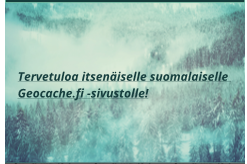 Tervetuloa itsenäiselle suomalaiselle
Geocache.fi -sivustolle!